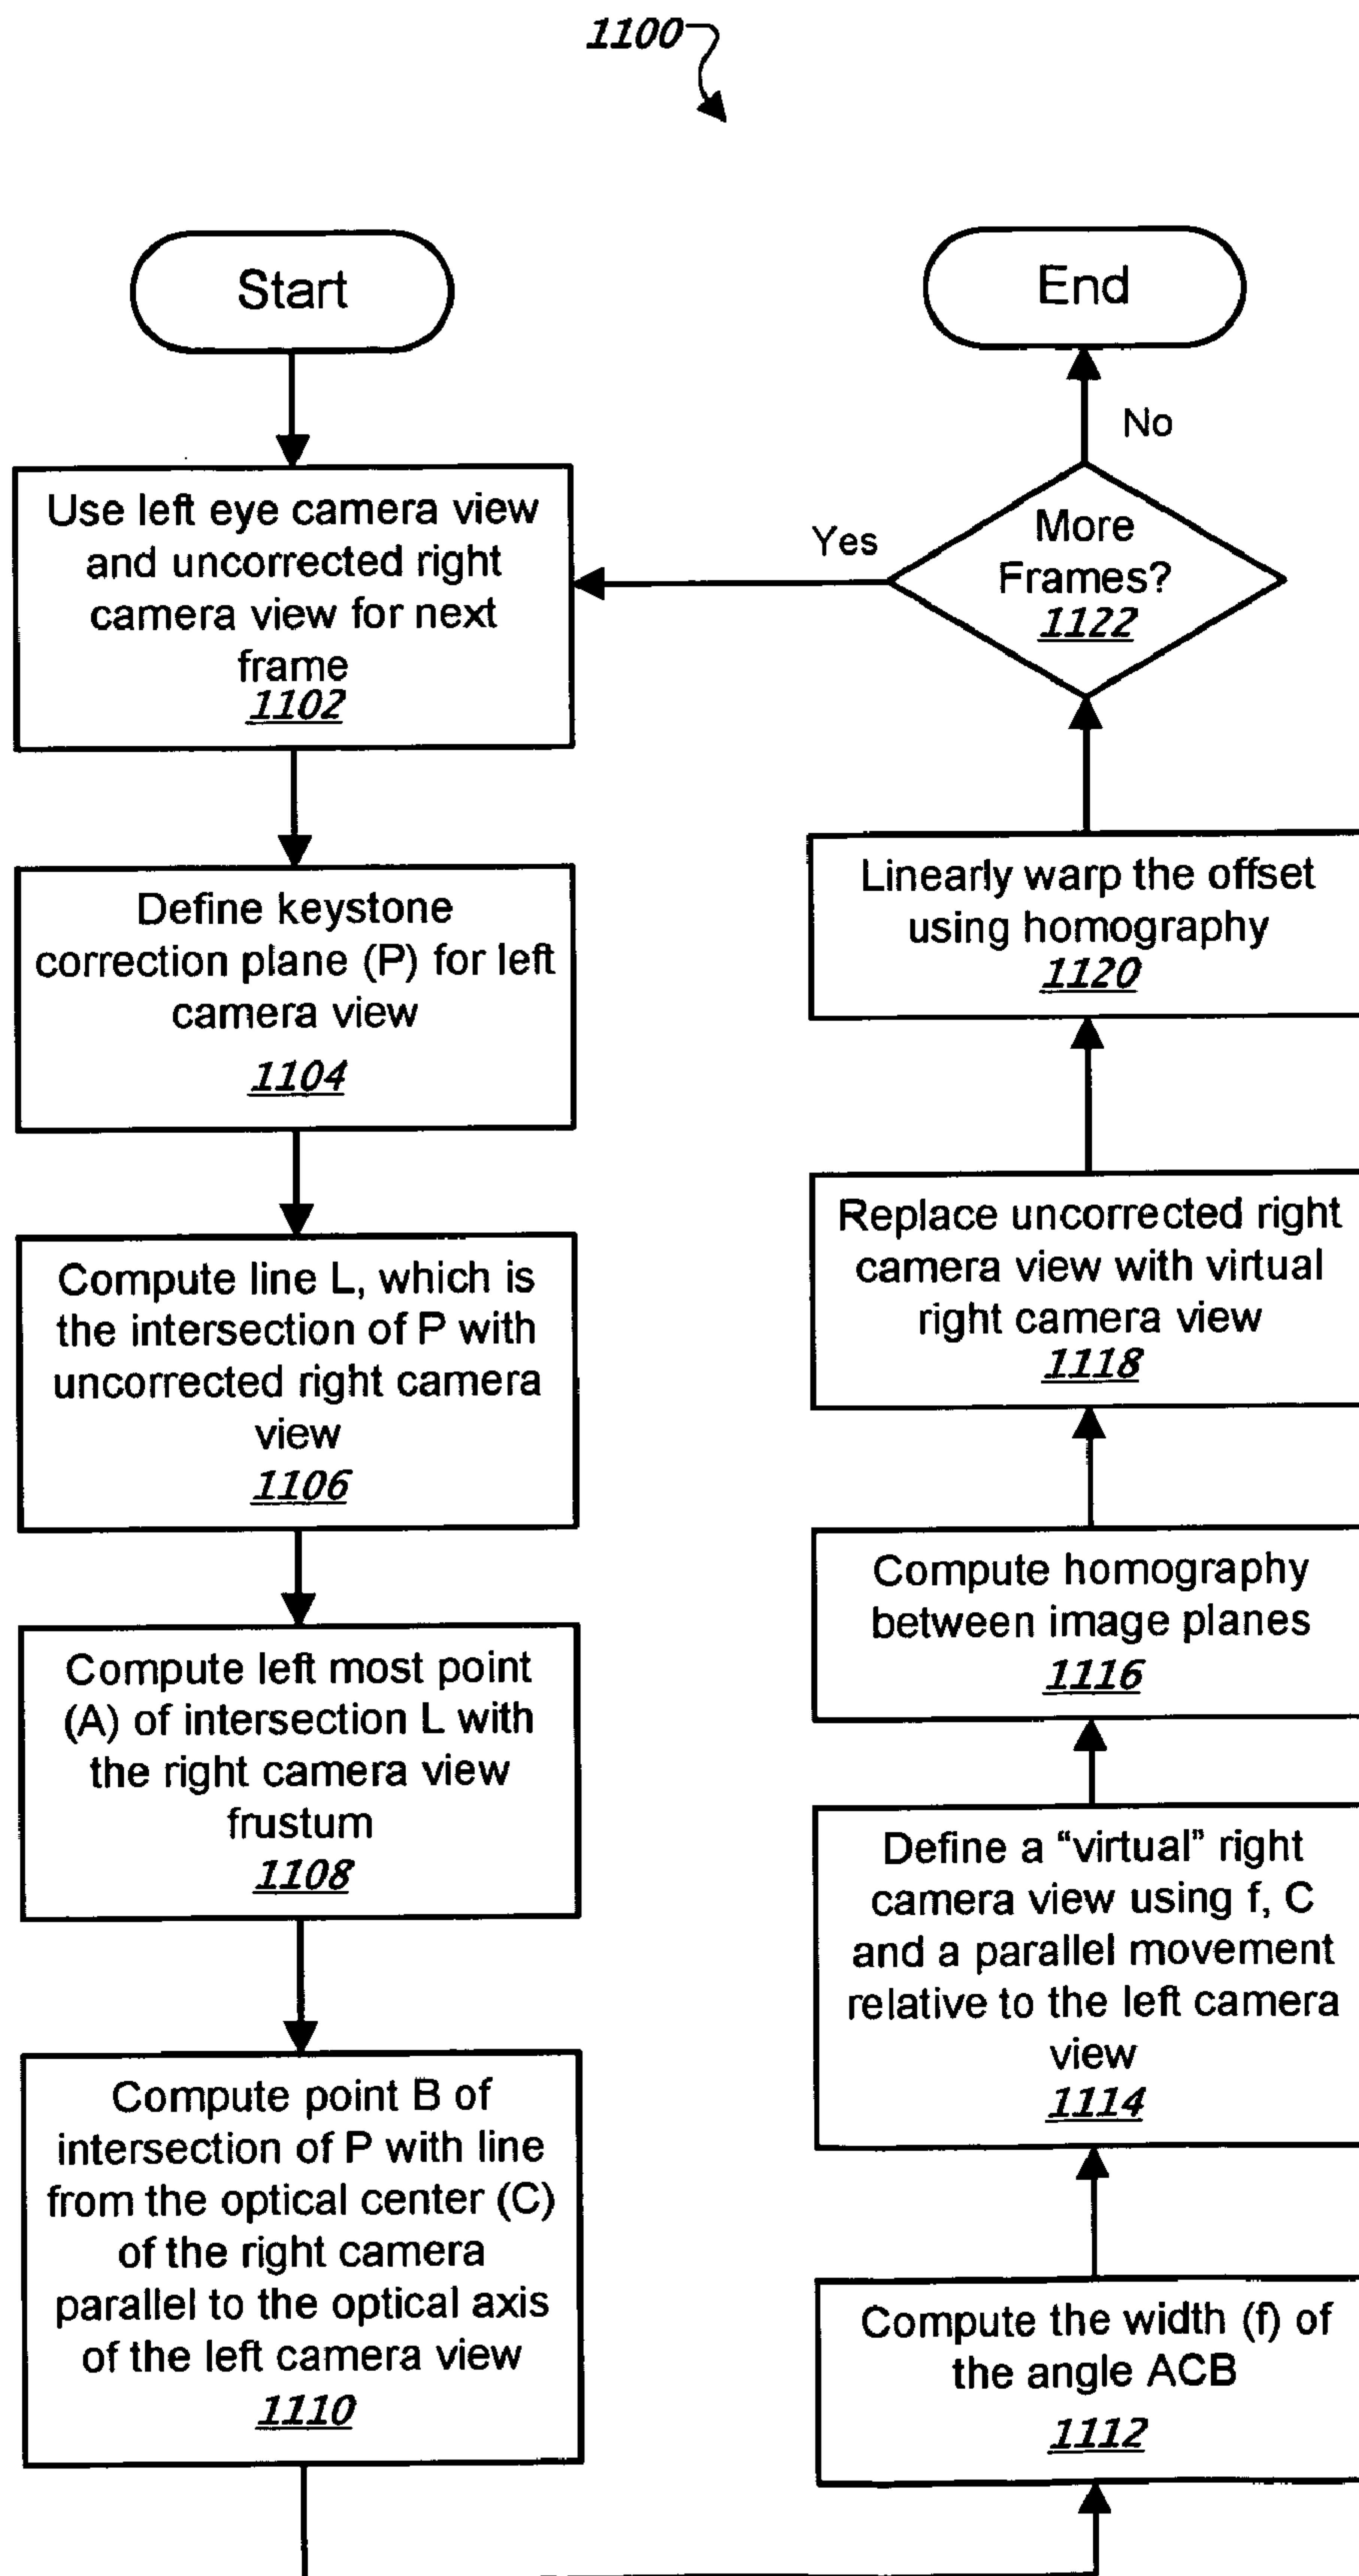 1100
Start
Use left eye camera view
and uncorrected right
camera view for next
frame
1102
Define keystone
correction plane (P) for left
camera view
1104
Compute line L, which is
the intersection of P with
uncorrected right camera
view
1106
Compute left most point
(A) of intersection L with
the right camera view
frustum
1108
Compute point B of
intersection of P with line
from the optical center (C)
of the right camera
parallel to the optical axis
of the left camera view
1110
Compute the width (f) of
the angle ACB
1112
Define a “virtual” right
camera view using f, C
and a parallel movement
relative to the left camera
view
1114
Compute homography
between image planes
1116
Replace uncorrected right
camera view with virtual
right camera view
1118
Linearly warp the offset
using homography
1120
More
Frames?
1122
Yes
No
End